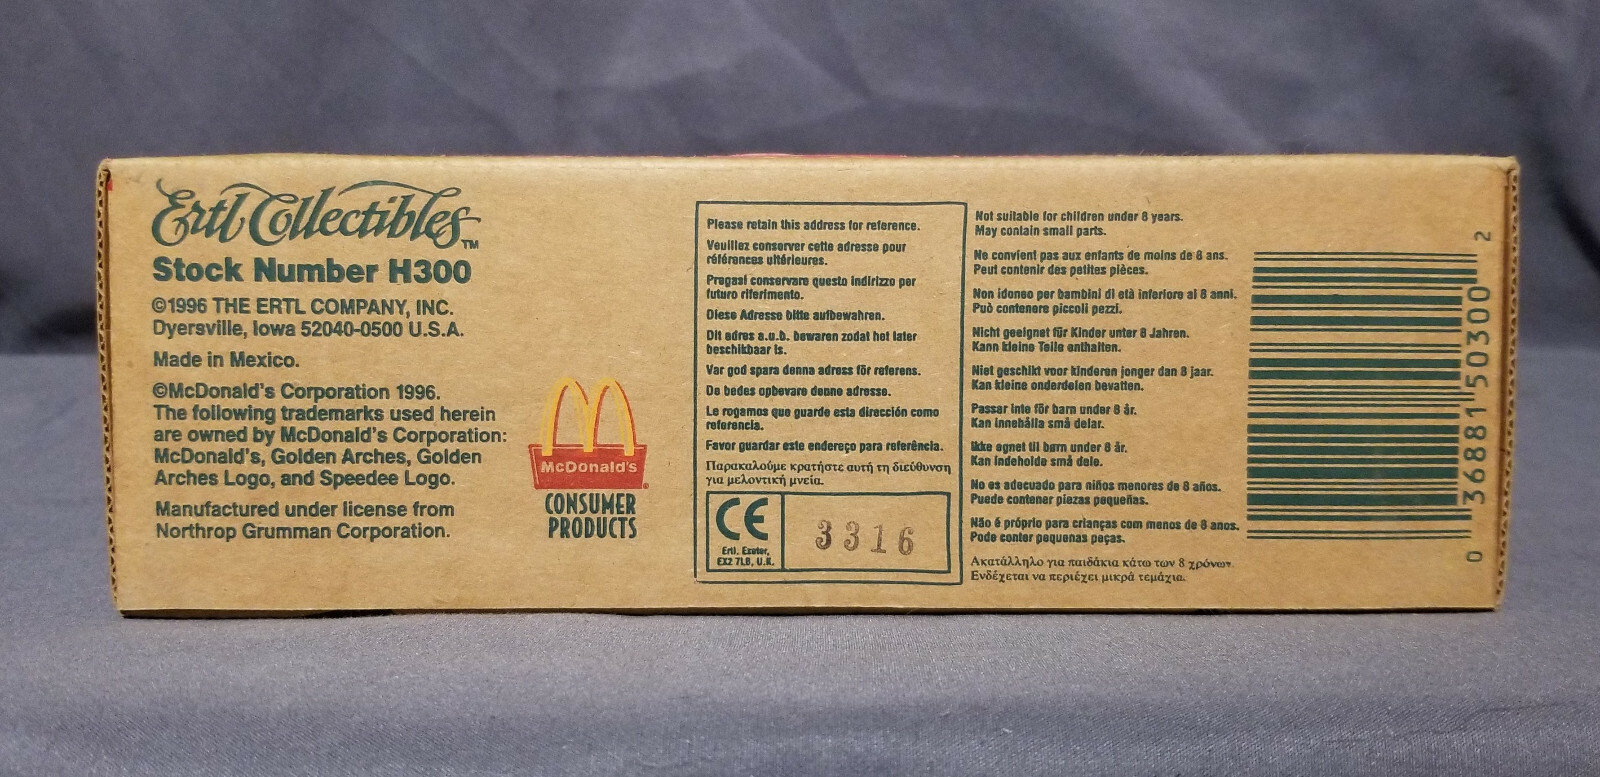 Ertl Collectibles™
Stock Number H300
©1996 THE ERTL COMPANY, INC.
Dyersville, Iowa 52040-0500 U.S.A.
Made in Mexico.
©McDonald's Corporation 1996.
The following trademarks used herein
are owned by McDonald's Corporation:
McDonald's, Golden Arches, Golden
Arches Logo, and Speedee Logo.
Manufactured under license from
Northrop Grumman Corporation.
McDonald's®
CONSUMER
PRODUCTS
Please retain this address for reference.
Veuillez conserver cette adresse pour
références ultérieures.
Pregasi conservare questo indirizzo per
futuro riferimento.
Diese Adresse bitte aufbewahren.
Dit adres a.u.b. bewaren zodat het later
beschikbaar is.
Var god spara denna adress för referens.
De bedes opbevare denne adresse.
Le rogamos que guarde esta dirección como
referencia.
Favor guardar este endereço para referência.
Παρακαλούμε κρατήστε αυτή τη διεύθυνση
για μελοντική μνεία.
CE
Ertl, Exeter,
EX2 7LB, U.K.
3316
Not suitable for children under 8 years.
May contain small parts.
Ne convient pas aux enfants de moins de 8 ans.
Peut contenir des petites pièces.
Non idoneo per bambini di età inferiore ai 8 anni.
Può contenere piccoli pezzi.
Nicht geeignet für Kinder unter 8 Jahren.
Kann kleine Teile enthalten.
Niet geschikt voor kinderen jonger dan 8 jaar.
Kan kleine onderdelen bevatten.
Passar inte för barn under 8 år.
Kan innehålla små delar.
Ikke egnet til børn under 8 år.
Kan indeholde små dele.
No es adecuado para niños menores de 8 años.
Puede contener piezas pequeñas.
Não é próprio para crianças com menos de 8 anos.
Pode conter pequenas peças.
Ακατάλληλο για παιδάκια κάτω των 8 χρόνων.
Ενδέχεται να περιέχει μικρά τεμάχια.
0 36881 50300 2